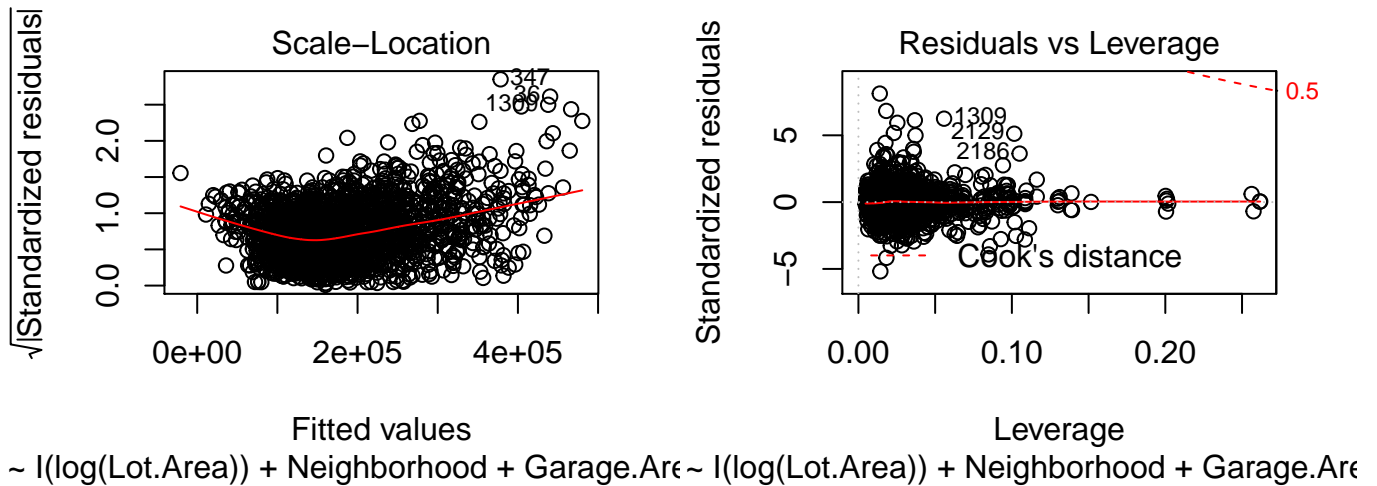 Scale−Location
√|Standardized residuals|
0.0 1.0 2.0
347
36
1309
0e+00 2e+05 4e+05
Fitted values
~ I(log(Lot.Area)) + Neighborhood + Garage.Are
Residuals vs Leverage
Standardized residuals
−5 0 5
0.5
1309
2129
2186
Cook's distance
0.00 0.10 0.20
Leverage
~ I(log(Lot.Area)) + Neighborhood + Garage.Are